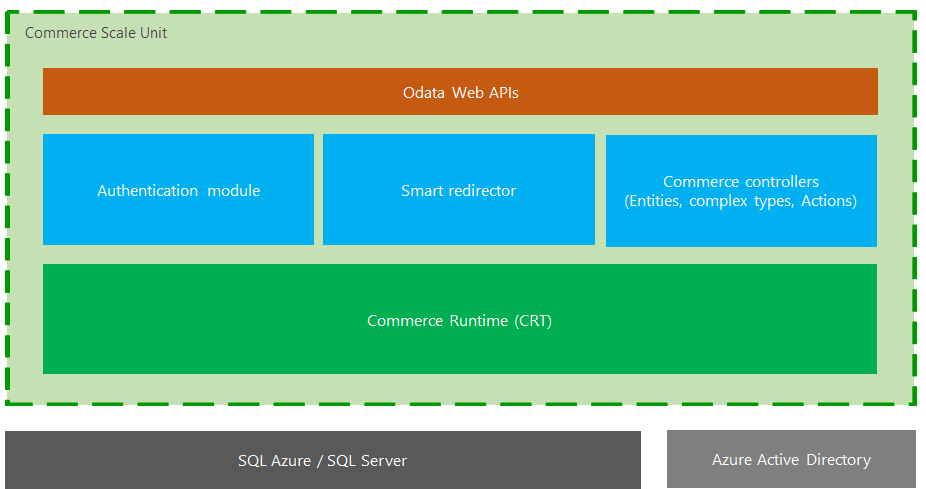 Commerce Scale Unit
Odata Web APIs
Authentication module
Smart redirector
Commerce controllers
(Entities, complex types, Actions)
Commerce Runtime (CRT)
SQL Azure / SQL Server
Azure Active Directory